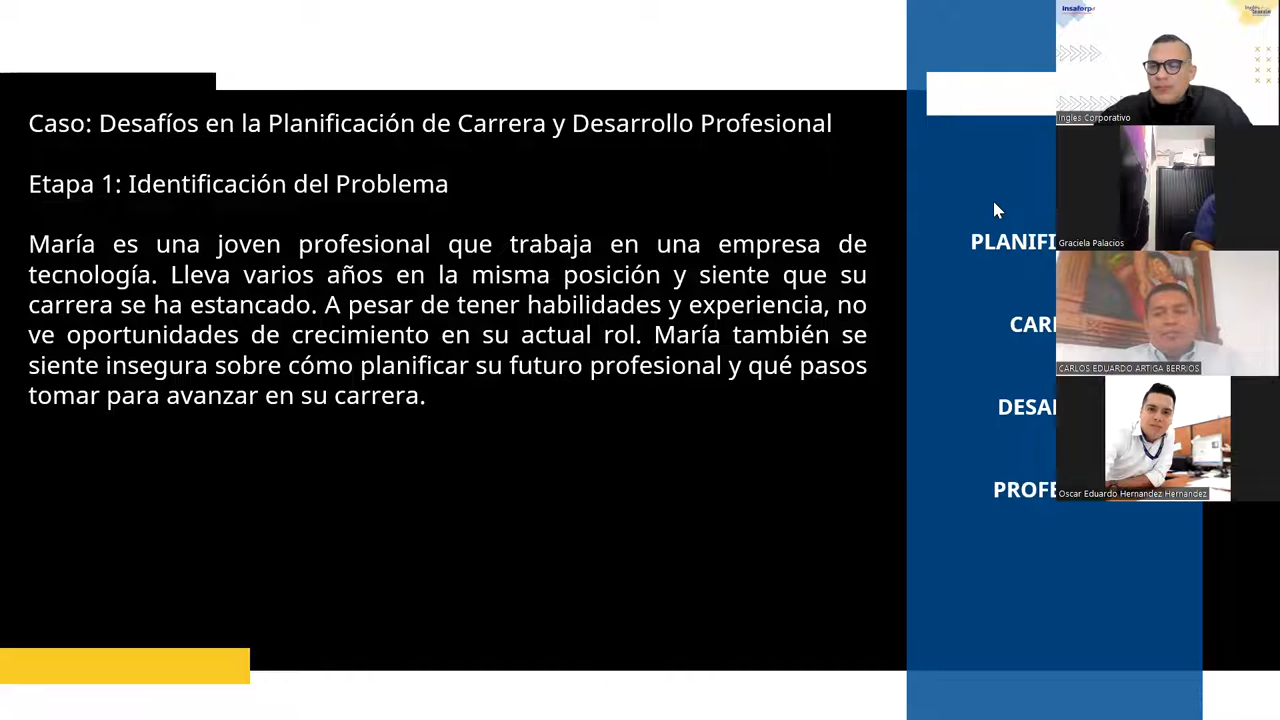 Caso: Desafíos en la Planificación de Carrera y Desarrollo Profesional
Etapa 1: Identificación del Problema
María es una joven profesional que trabaja en una empresa de
tecnología. Lleva varios años en la misma posición y siente que su
carrera se ha estancado. A pesar de tener habilidades y experiencia, no
ve oportunidades de crecimiento en su actual rol. María también se
siente insegura sobre cómo planificar su futuro profesional y qué pasos
tomar para avanzar en su carrera.
PLANIFI
CARR
DESAR
PROFE
insaforp
Ingles Corporativo
Graciela Palacios
CARLOS EDUARDO ARTIGA BERRIOS
Oscar Eduardo Hernandez Hernandez